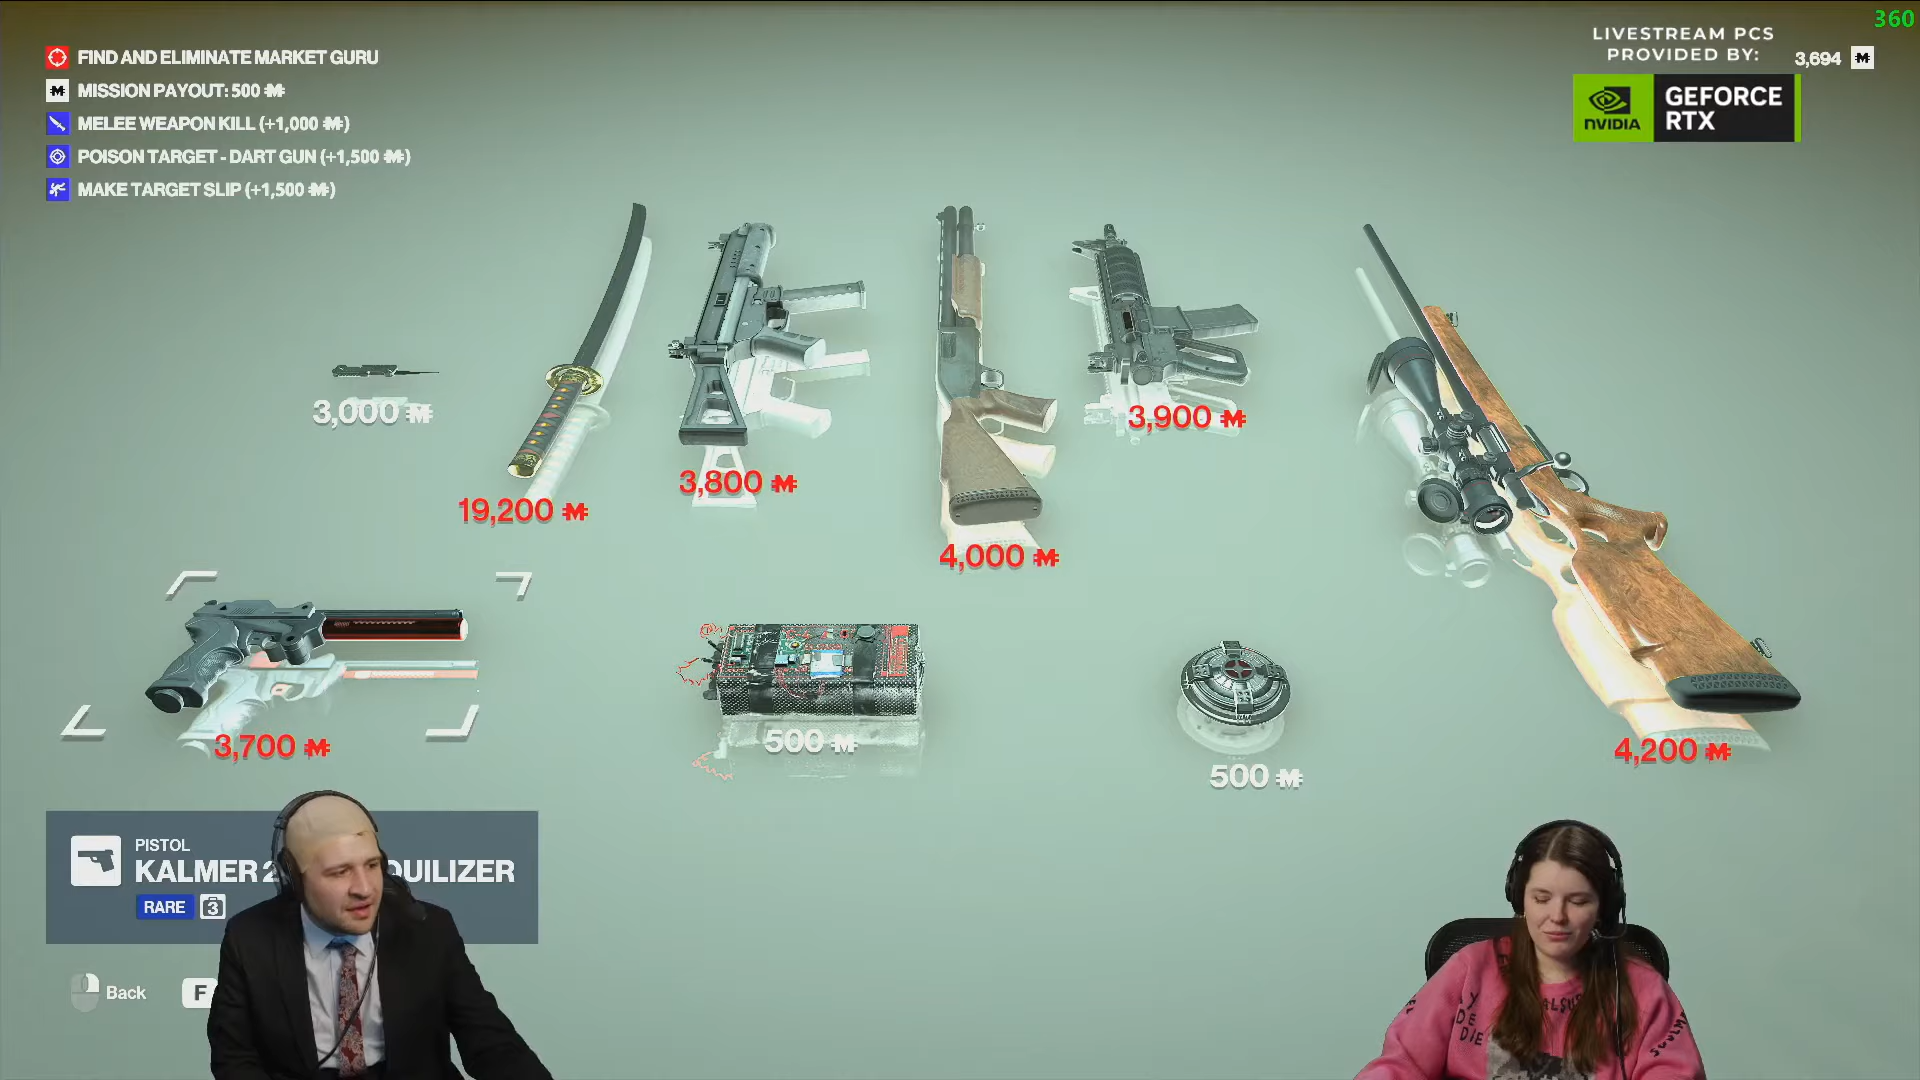 360
FIND AND ELIMINATE MARKET GURU
MISSION PAYOUT: 500
MELEE WEAPON KILL (+1,000 M)
POISON TARGET - DART GUN (+1,500 M)
MAKE TARGET SLIP (+1,500 M)
LIVESTREAM PCS
PROVIDED BY:
3,694 M
NVIDIA
GEFORCE
RTX
3,000 M
19,200 M
3,800 M
4,000 M
3,900 M
3,700 M
500 M
500 M
4,200 M
PISTOL
KALMER 2 QUILIZER
RARE 3
Back F